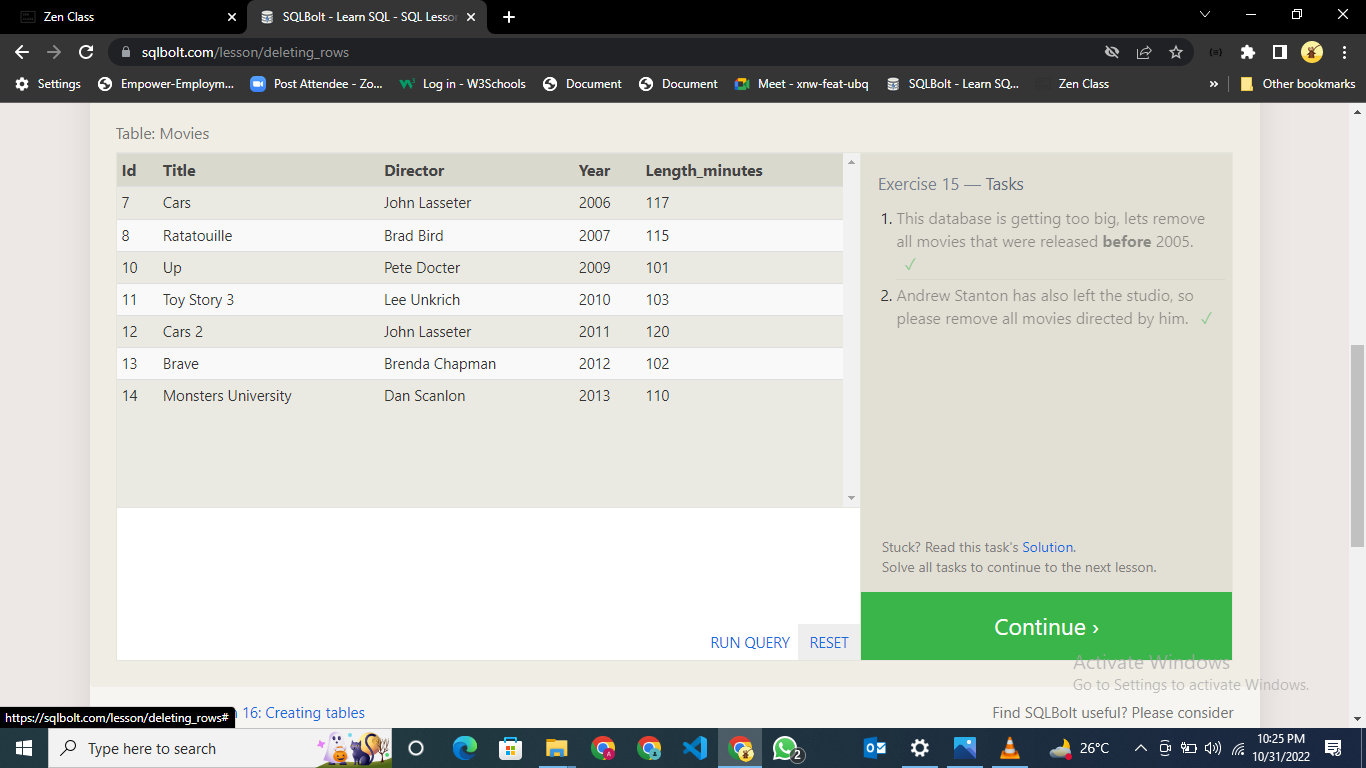 Zen Class
SQLBolt - Learn SQL - SQL Lesson
sqlbolt.com/lesson/deleting_rows
Settings
Empower-Employm...
Post Attendee - Zo...
Log in - W3Schools
Document
Document
Meet - xnw-feat-ubq
SQLBolt - Learn SQ...
Zen Class
»
Other bookmarks
Table: Movies
Id Title Director Year Length_minutes
7 Cars John Lasseter 2006 117
8 Ratatouille Brad Bird 2007 115
10 Up Pete Docter 2009 101
11 Toy Story 3 Lee Unkrich 2010 103
12 Cars 2 John Lasseter 2011 120
13 Brave Brenda Chapman 2012 102
14 Monsters University Dan Scanlon 2013 110
RUN QUERY RESET
Exercise 15 — Tasks
1. This database is getting too big, lets remove
all movies that were released before 2005.
✓
2. Andrew Stanton has also left the studio, so
please remove all movies directed by him. ✓
Stuck? Read this task's Solution.
Solve all tasks to continue to the next lesson.
Continue ›
Activate Windows
Go to Settings to activate Windows.
https://sqlbolt.com/lesson/deleting_rows#
16: Creating tables
Find SQLBolt useful? Please consider
Type here to search
2
26°C
10:25 PM
10/31/2022